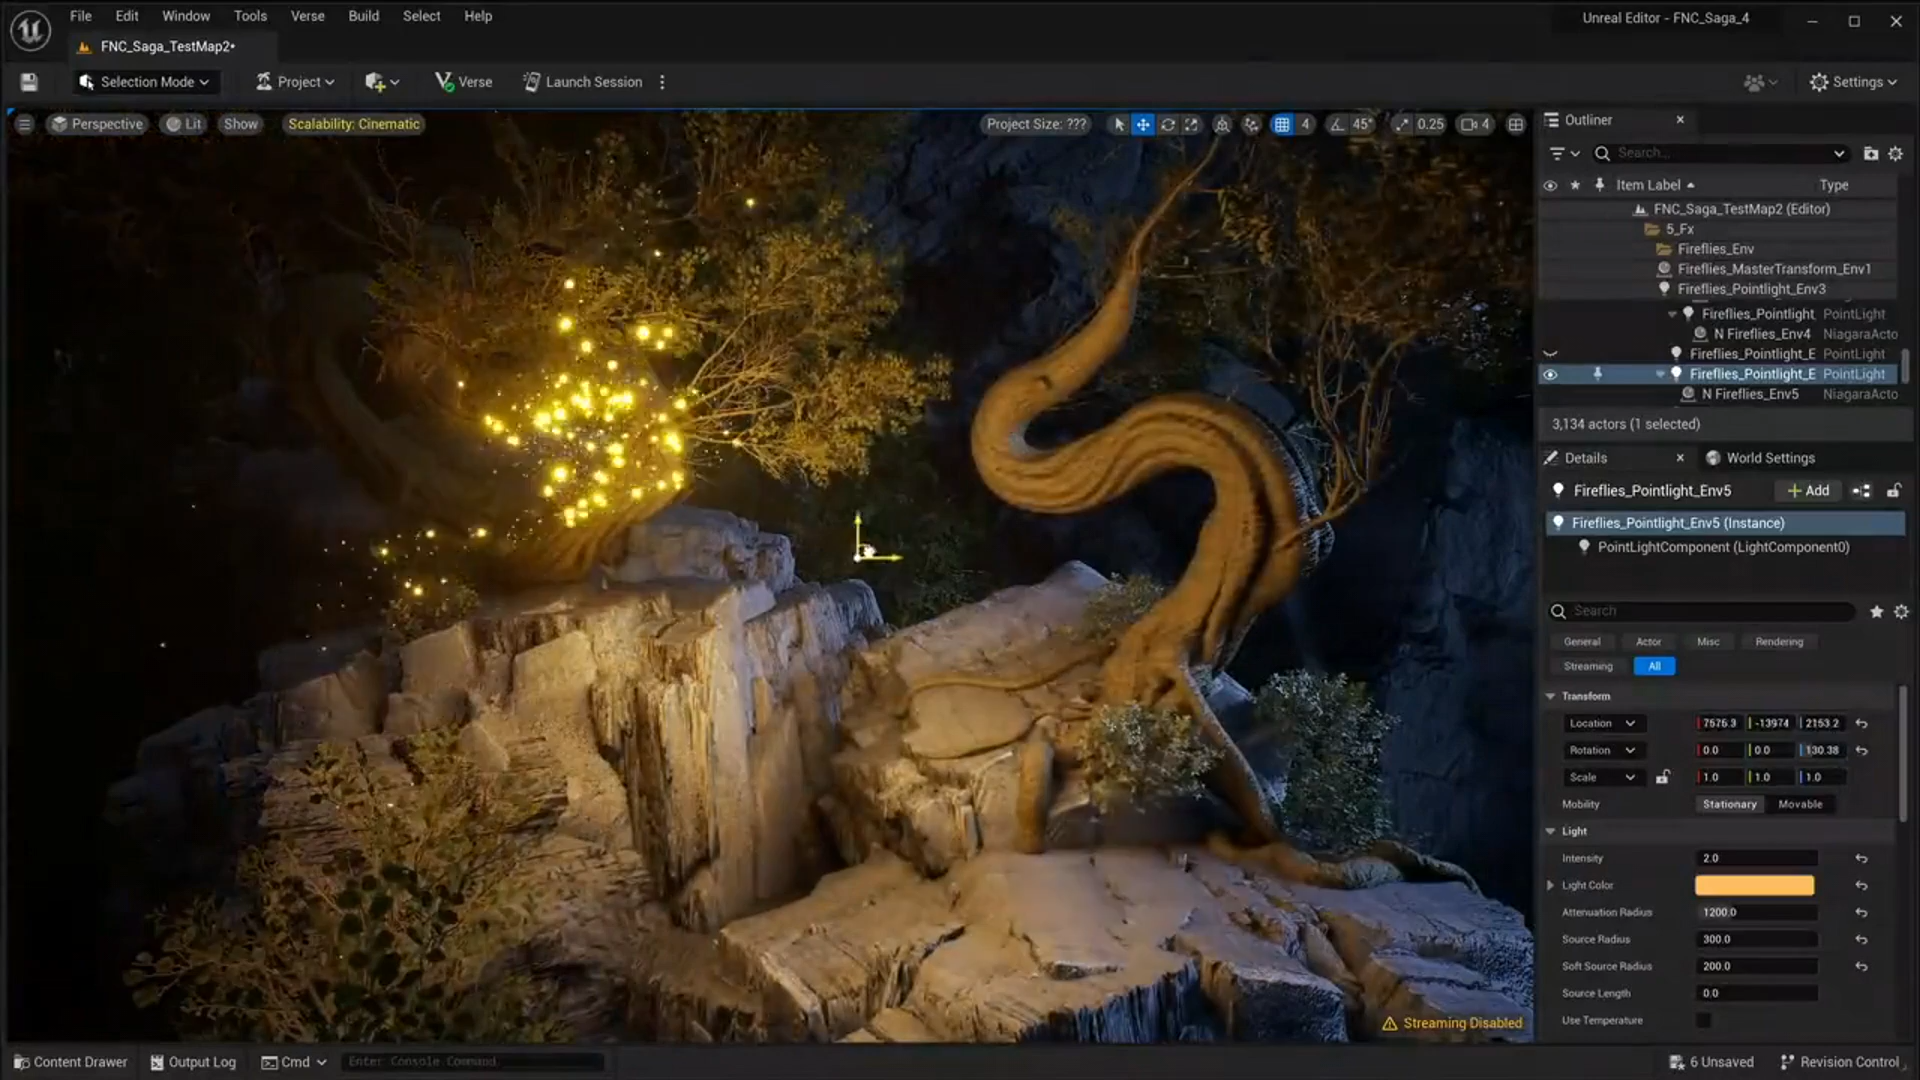 File Edit Window Tools Verse Build Select Help
Unreal Editor - FNC_Saga_4
FNC_Saga_TestMap2•
Selection Mode Project Verse Launch Session Settings
Perspective Lit Show Scalability: Cinematic Project Size: ??? 4 45° 0.25 4
Outliner
Search...
Item Label Type
FNC_Saga_TestMap2 (Editor)
5_Fx
Fireflies_Env
Fireflies_MasterTransform_Env1
Fireflies_Pointlight_Env3
Fireflies_Pointlight PointLight
N Fireflies_Env4 NiagaraActo
Fireflies_Pointlight_E PointLight
Fireflies_Pointlight_E PointLight
N Fireflies_Env5 NiagaraActo
3,134 actors (1 selected)
Details World Settings
Fireflies_Pointlight_Env5 + Add
Fireflies_Pointlight_Env5 (Instance)
PointLightComponent (LightComponent0)
Search
General Actor Misc Rendering
Streaming All
Transform
Location 7576.3 -13974 2153.2
Rotation 0.0 0.0 130.38
Scale 1.0 1.0 1.0
Mobility Stationary Movable
Light
Intensity 2.0
Light Color
Attenuation Radius 1200.0
Source Radius 300.0
Soft Source Radius 200.0
Source Length 0.0
Use Temperature
Streaming Disabled
Content Drawer Output Log Cmd Enter Console Command 6 Unsaved Revision Control